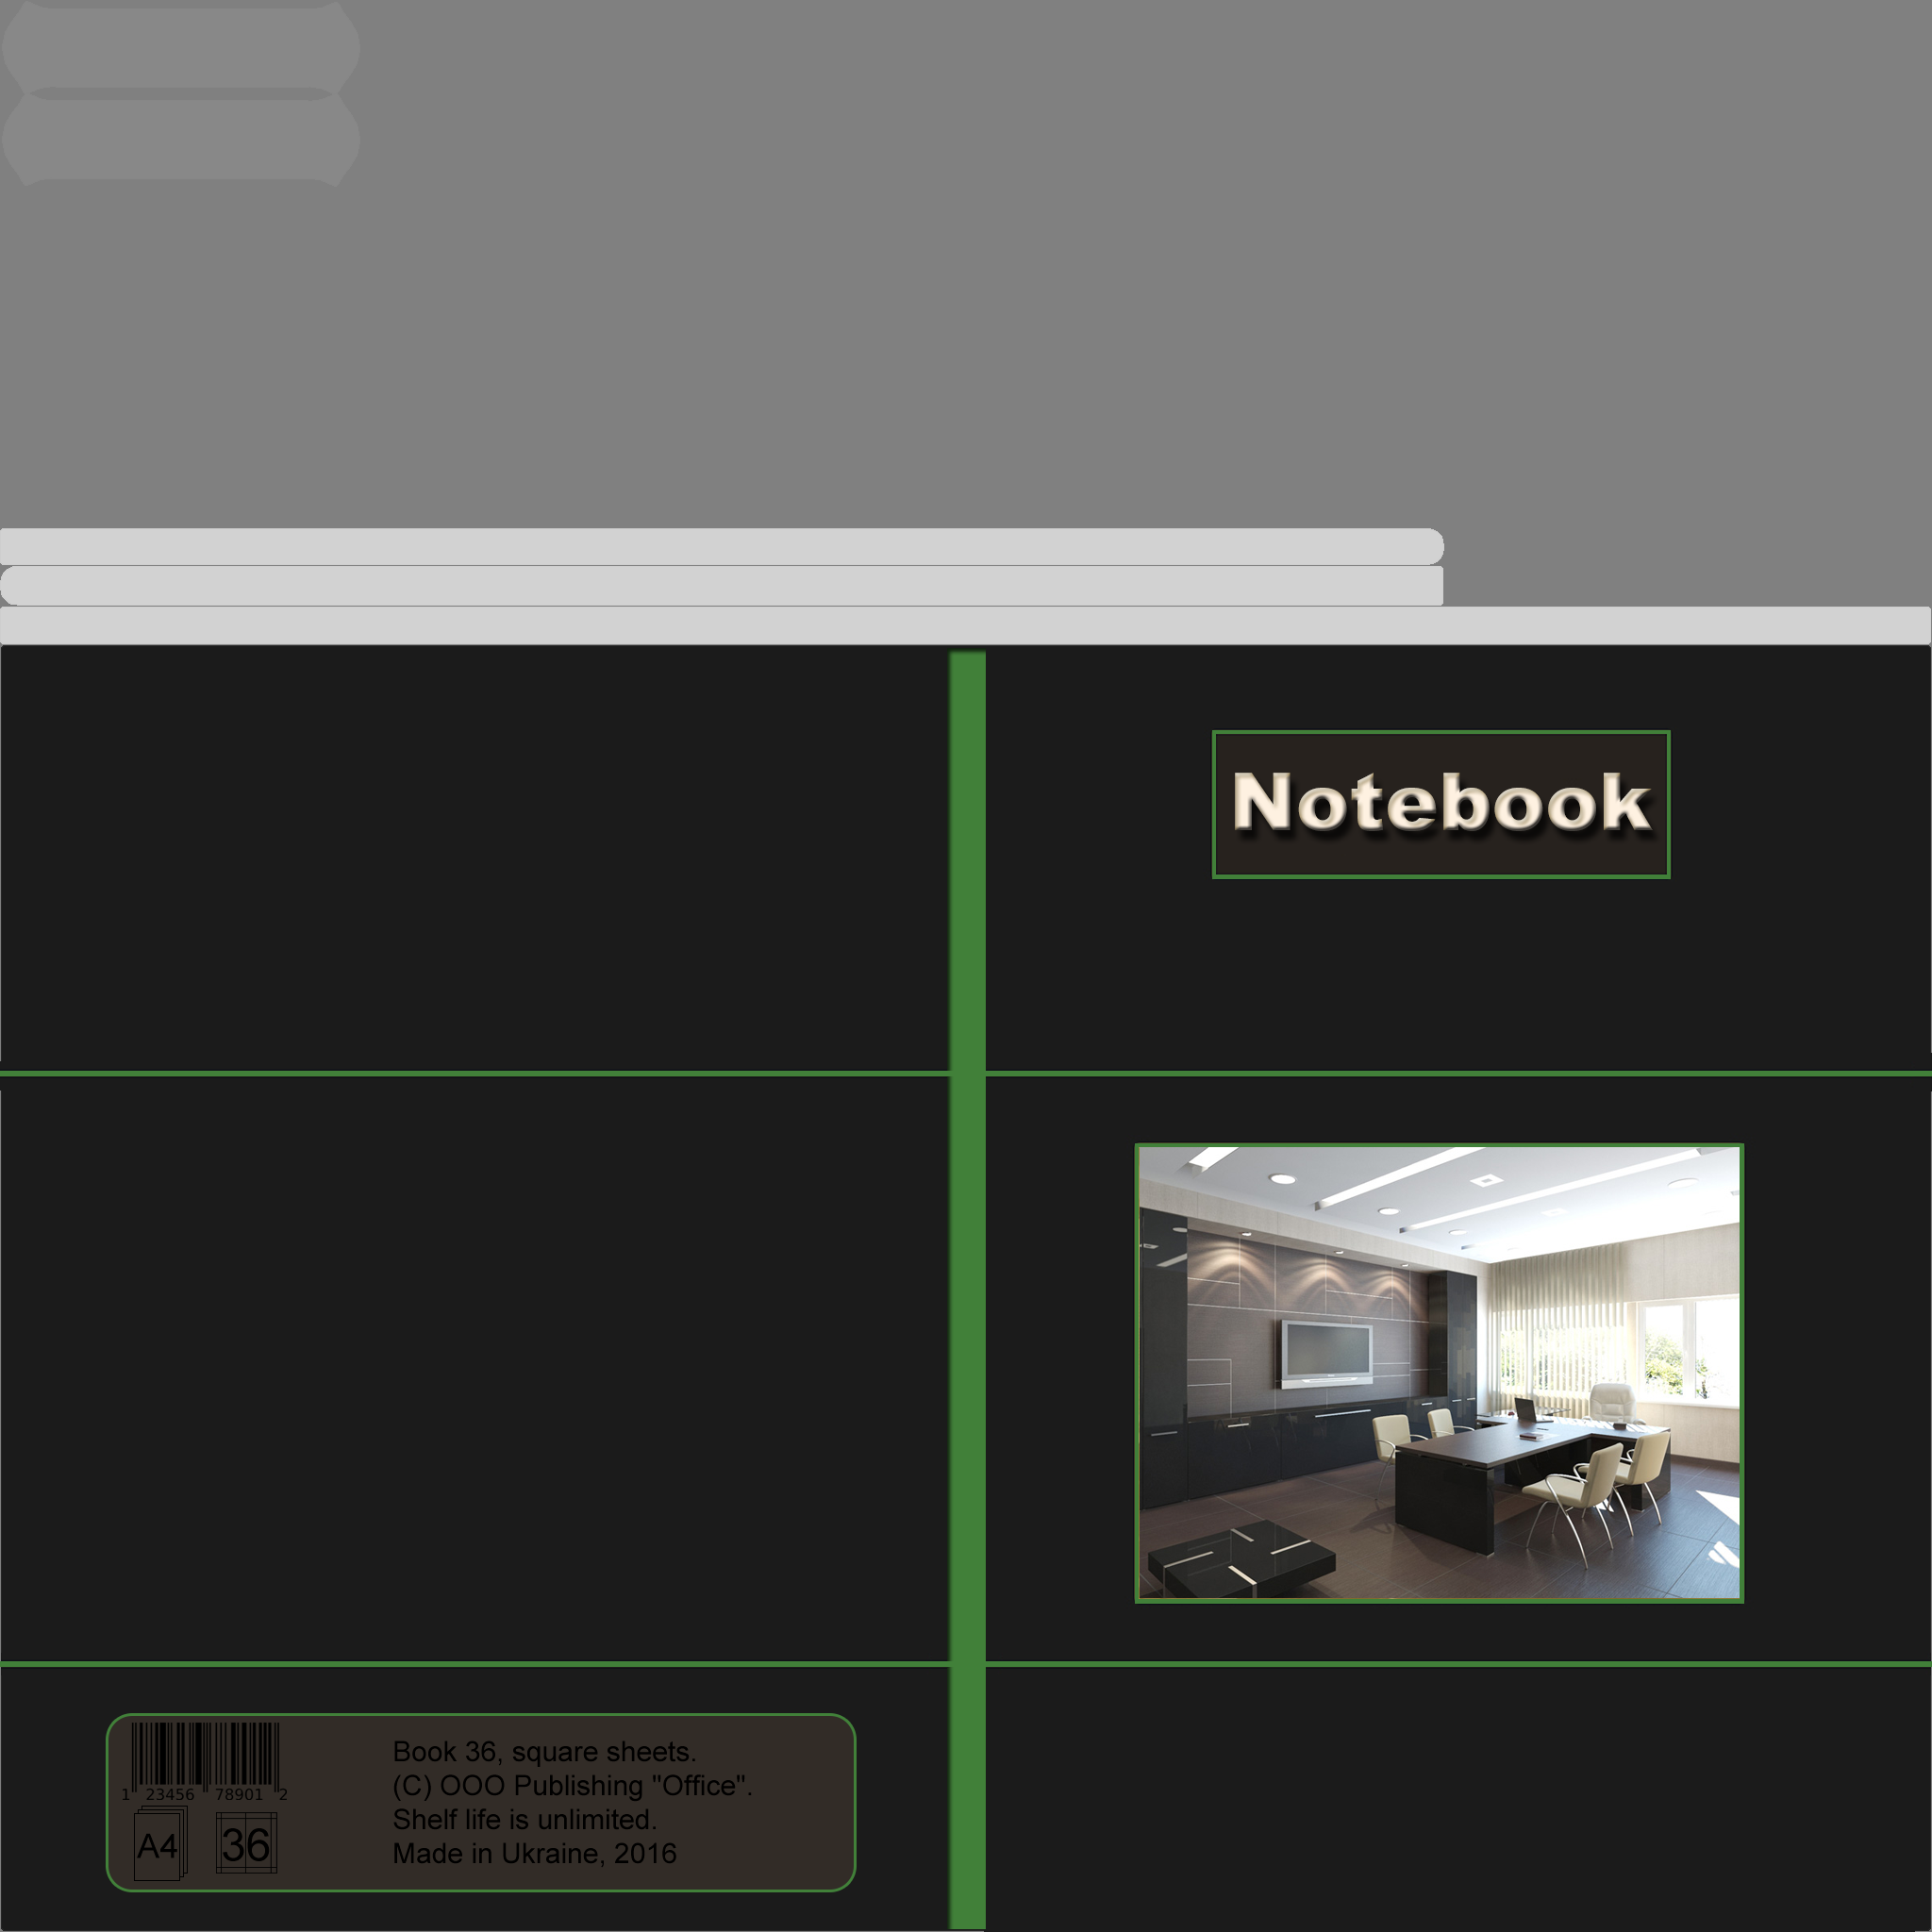 Notebook
1 23456 78901 2
A4 36
Book 36, square sheets.
(C) OOO Publishing "Office".
Shelf life is unlimited.
Made in Ukraine, 2016